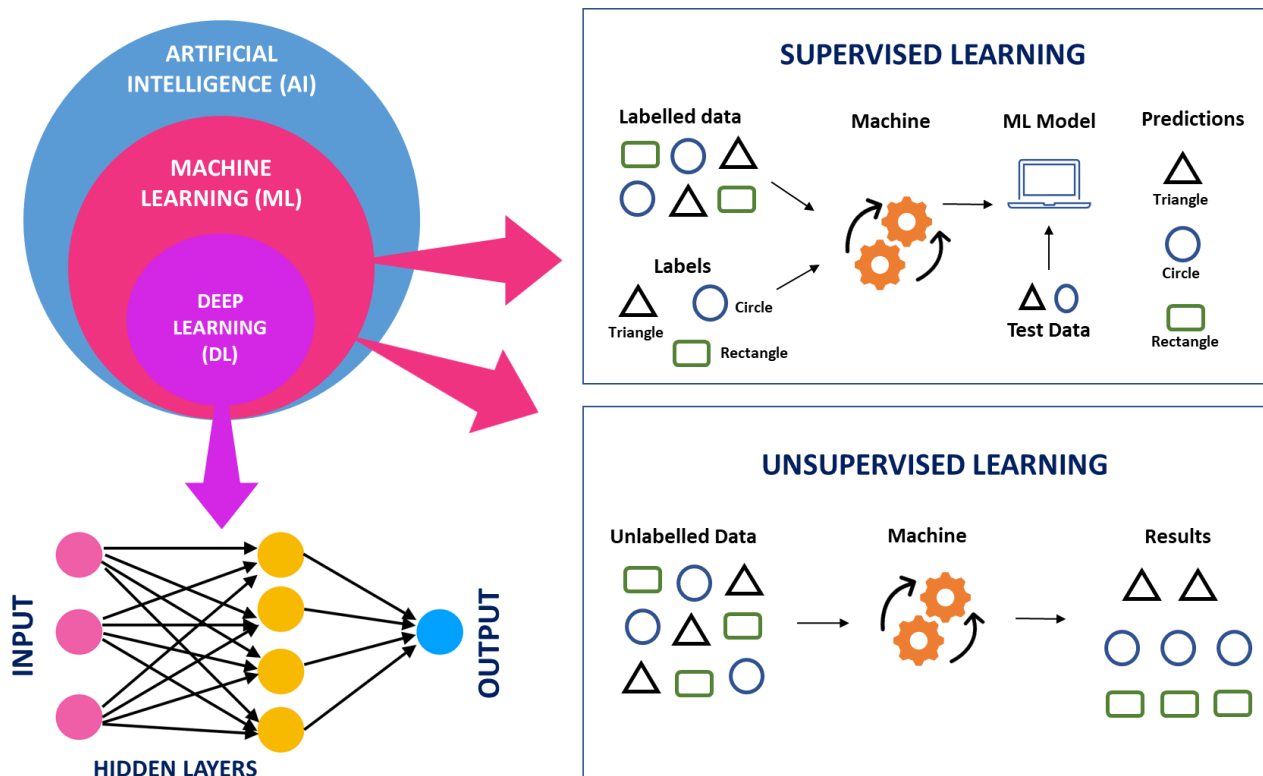 ARTIFICIAL
INTELLIGENCE (AI)
MACHINE
LEARNING (ML)
DEEP
LEARNING
(DL)
INPUT
OUTPUT
HIDDEN LAYERS
SUPERVISED LEARNING
Labelled data
Machine
ML Model
Predictions
Triangle
Circle
Rectangle
Labels
Triangle
Circle
Rectangle
Test Data
UNSUPERVISED LEARNING
Unlabelled Data
Machine
Results